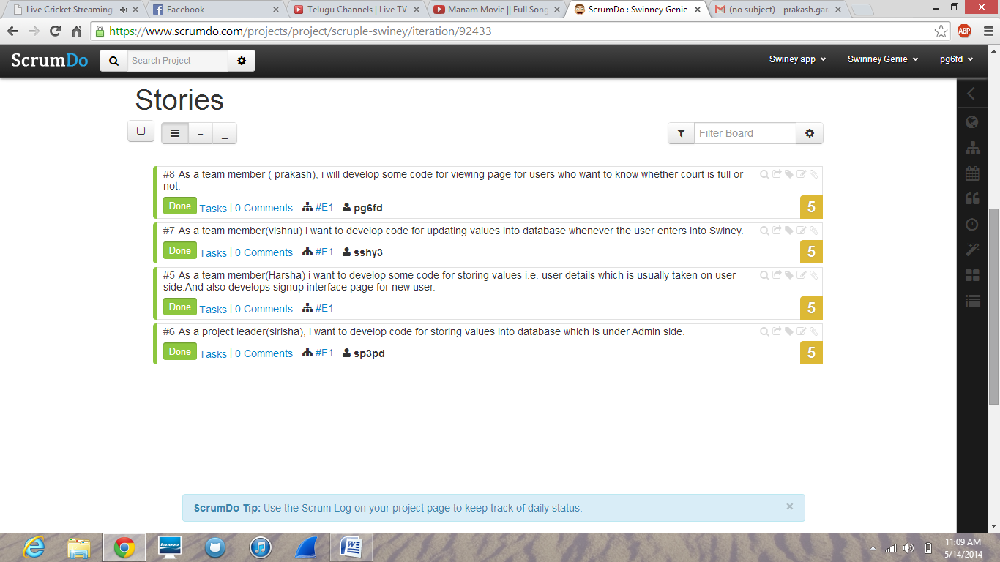 Live Cricket Streaming
Facebook
Telugu Channels | Live TV
Manam Movie || Full Song
ScrumDo : Swinney Genie
(no subject) - prakash.gar
https://www.scrumdo.com/projects/project/scruple-swiney/iteration/92433
ABP
ScrumDo
Search Project
Swiney app
Swinney Genie
pg6fd
Stories
= _
Filter Board
#8 As a team member ( prakash), i will develop some code for viewing page for users who want to know whether court is full or
not.
Done Tasks | 0 Comments #E1 pg6fd 5
#7 As a team member(vishnu) i want to develop code for updating values into database whenever the user enters into Swiney.
Done Tasks | 0 Comments #E1 sshy3 5
#5 As a team member(Harsha) i want to develop some code for storing values i.e. user details which is usually taken on user
side.And also develops signup interface page for new user.
Done Tasks | 0 Comments #E1 5
#6 As a project leader(sirisha), i want to develop code for storing values into database which is under Admin side.
Done Tasks | 0 Comments #E1 sp3pd 5
ScrumDo Tip: Use the Scrum Log on your project page to keep track of daily status. ×
lenovo
11:09 AM
5/14/2014